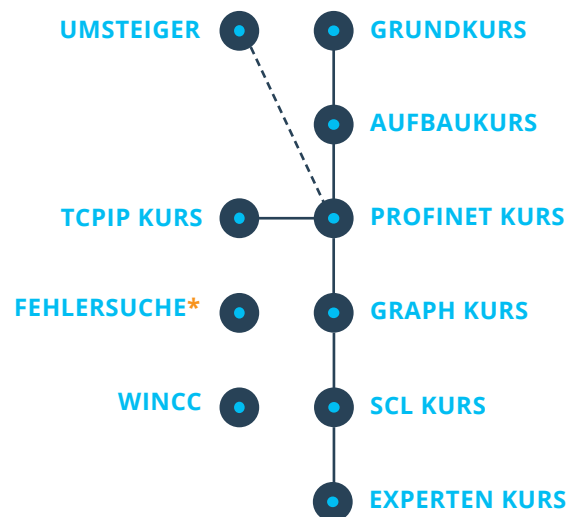 UMSTEIGER
GRUNDKURS
AUFBAUKURS
TCPIP KURS
PROFINET KURS
FEHLERSUCHE*
GRAPH KURS
WINCC
SCL KURS
EXPERTEN KURS